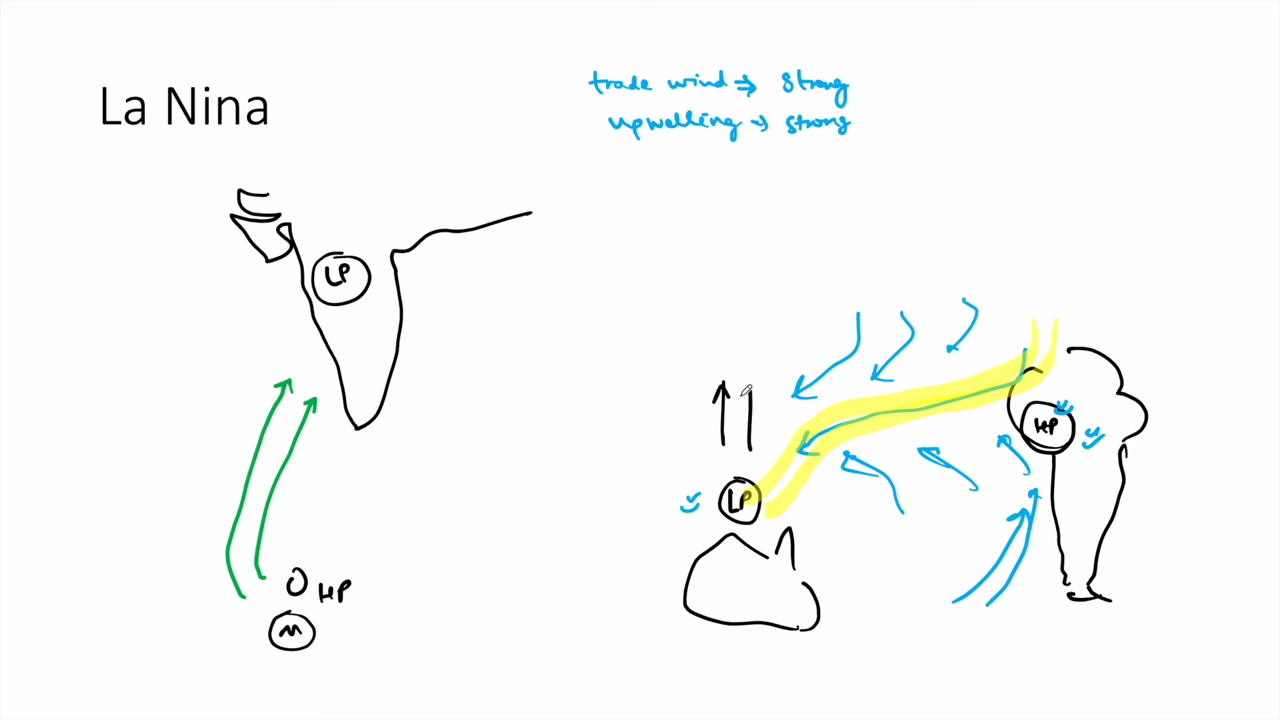 La Nina
trade wind ⇒ strong
upwelling → strong
LP
HP
LP
HP
M